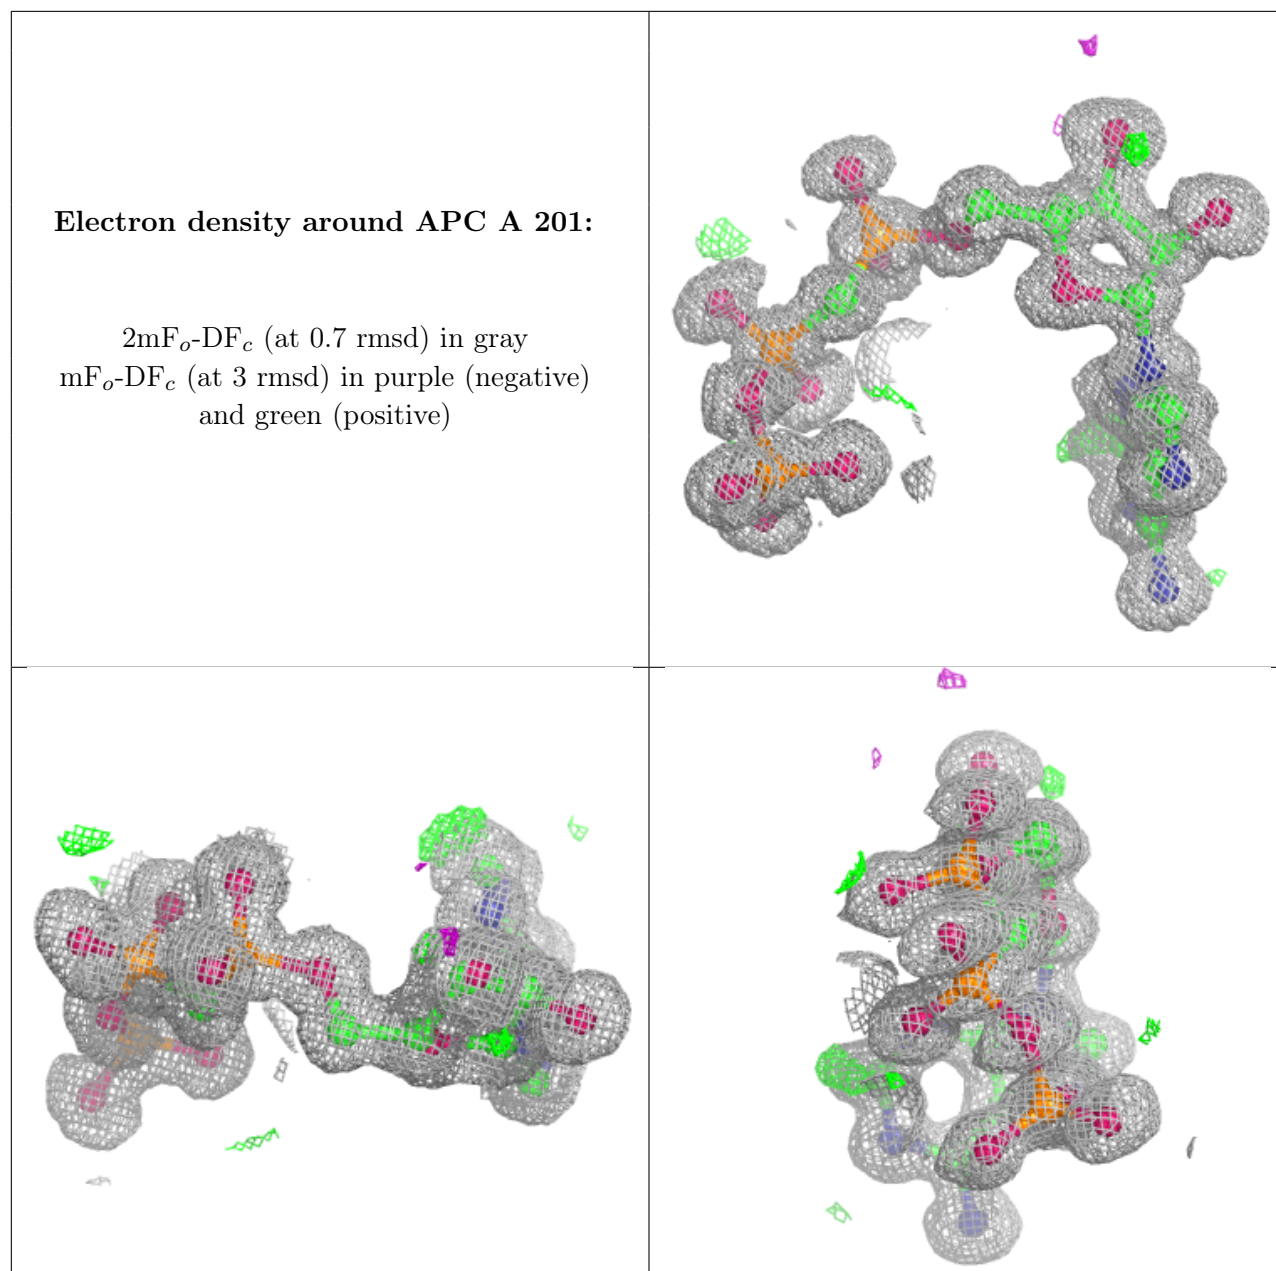 Electron density around APC A 201:
2mFo-DFc (at 0.7 rmsd) in gray
mFo-DFc (at 3 rmsd) in purple (negative)
and green (positive)